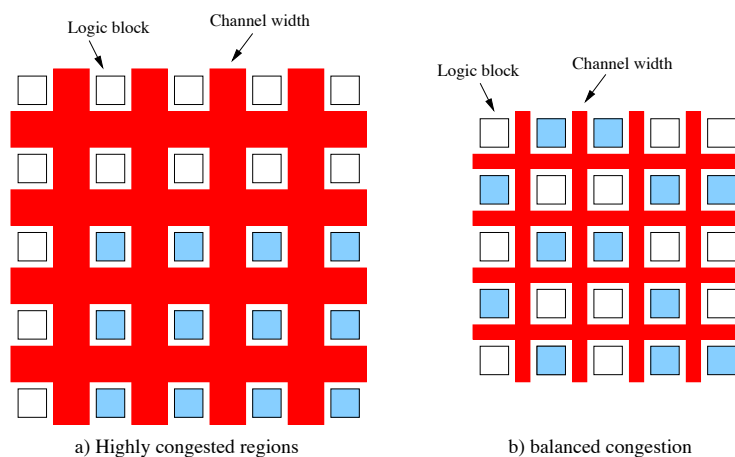 Logic block
Channel width
Logic block
Channel width
a) Highly congested regions
b) balanced congestion